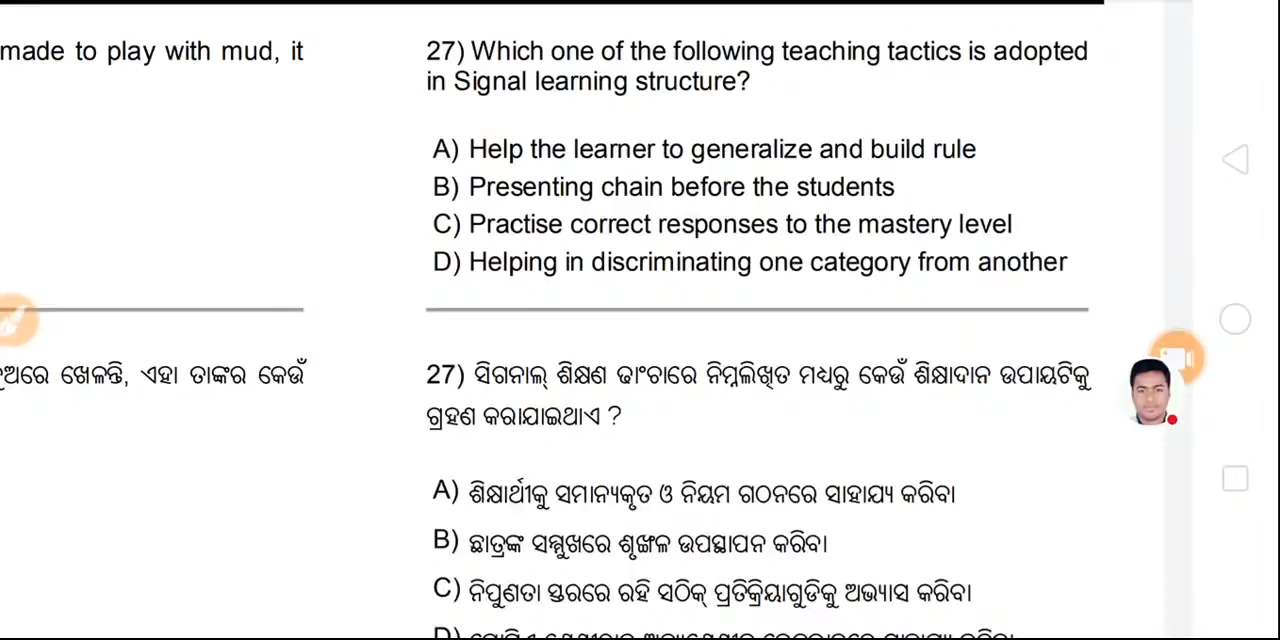 made to play with mud, it
27) Which one of the following teaching tactics is adopted
in Signal learning structure?
A) Help the learner to generalize and build rule
B) Presenting chain before the students
C) Practise correct responses to the mastery level
D) Helping in discriminating one category from another
ଖେଳନ୍ତି, ଏହା ତାଙ୍କର କେଉଁ
27) ସିଗନାଲ୍ ଶିକ୍ଷଣ ଢାଂଚାରେ ନିମ୍ନଲିଖିତ ମଧ୍ୟରୁ କେଉଁ ଶିକ୍ଷାଦାନ ଉପାୟଟିକୁ
ଗ୍ରହଣ କରାଯାଇଥାଏ ?
A) ଶିକ୍ଷାର୍ଥୀକୁ ସମାନ୍ୟକୃତ ଓ ନିୟମ ଗଠନରେ ସାହାଯ୍ୟ କରିବା
B) ଛାତ୍ରଙ୍କ ସମ୍ମୁଖରେ ଶୃଙ୍ଖଳ ଉପସ୍ଥାପନ କରିବା
C) ନିପୁଣତା ସ୍ତରରେ ରହି ସଠିକ୍ ପ୍ରତିକ୍ରିୟାଗୁଡିକୁ ଅଭ୍ୟାସ କରିବା
D)